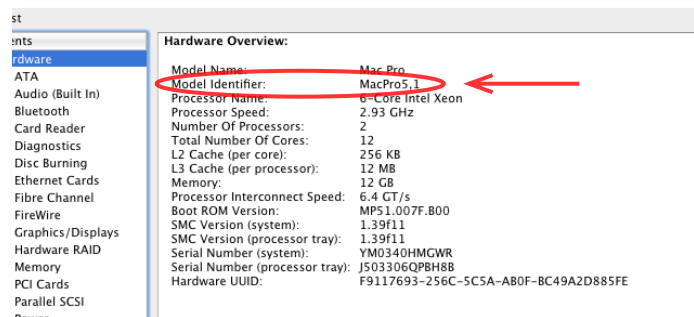 st
ents
rdware
ATA
Audio (Built In)
Bluetooth
Card Reader
Diagnostics
Disc Burning
Ethernet Cards
Fibre Channel
FireWire
Graphics/Displays
Hardware RAID
Memory
PCI Cards
Parallel SCSI
Power
Hardware Overview:
Model Name: Mac Pro
Model Identifier: MacPro5,1
Processor Name: 6-Core Intel Xeon
Processor Speed: 2.93 GHz
Number Of Processors: 2
Total Number Of Cores: 12
L2 Cache (per core): 256 KB
L3 Cache (per processor): 12 MB
Memory: 12 GB
Processor Interconnect Speed: 6.4 GT/s
Boot ROM Version: MP51.007F.B00
SMC Version (system): 1.39f11
SMC Version (processor tray): 1.39f11
Serial Number (system): YM0340HMGWR
Serial Number (processor tray): J503306QPBH8B
Hardware UUID: F9117693-256C-5C5A-AB0F-BC49A2D885FE